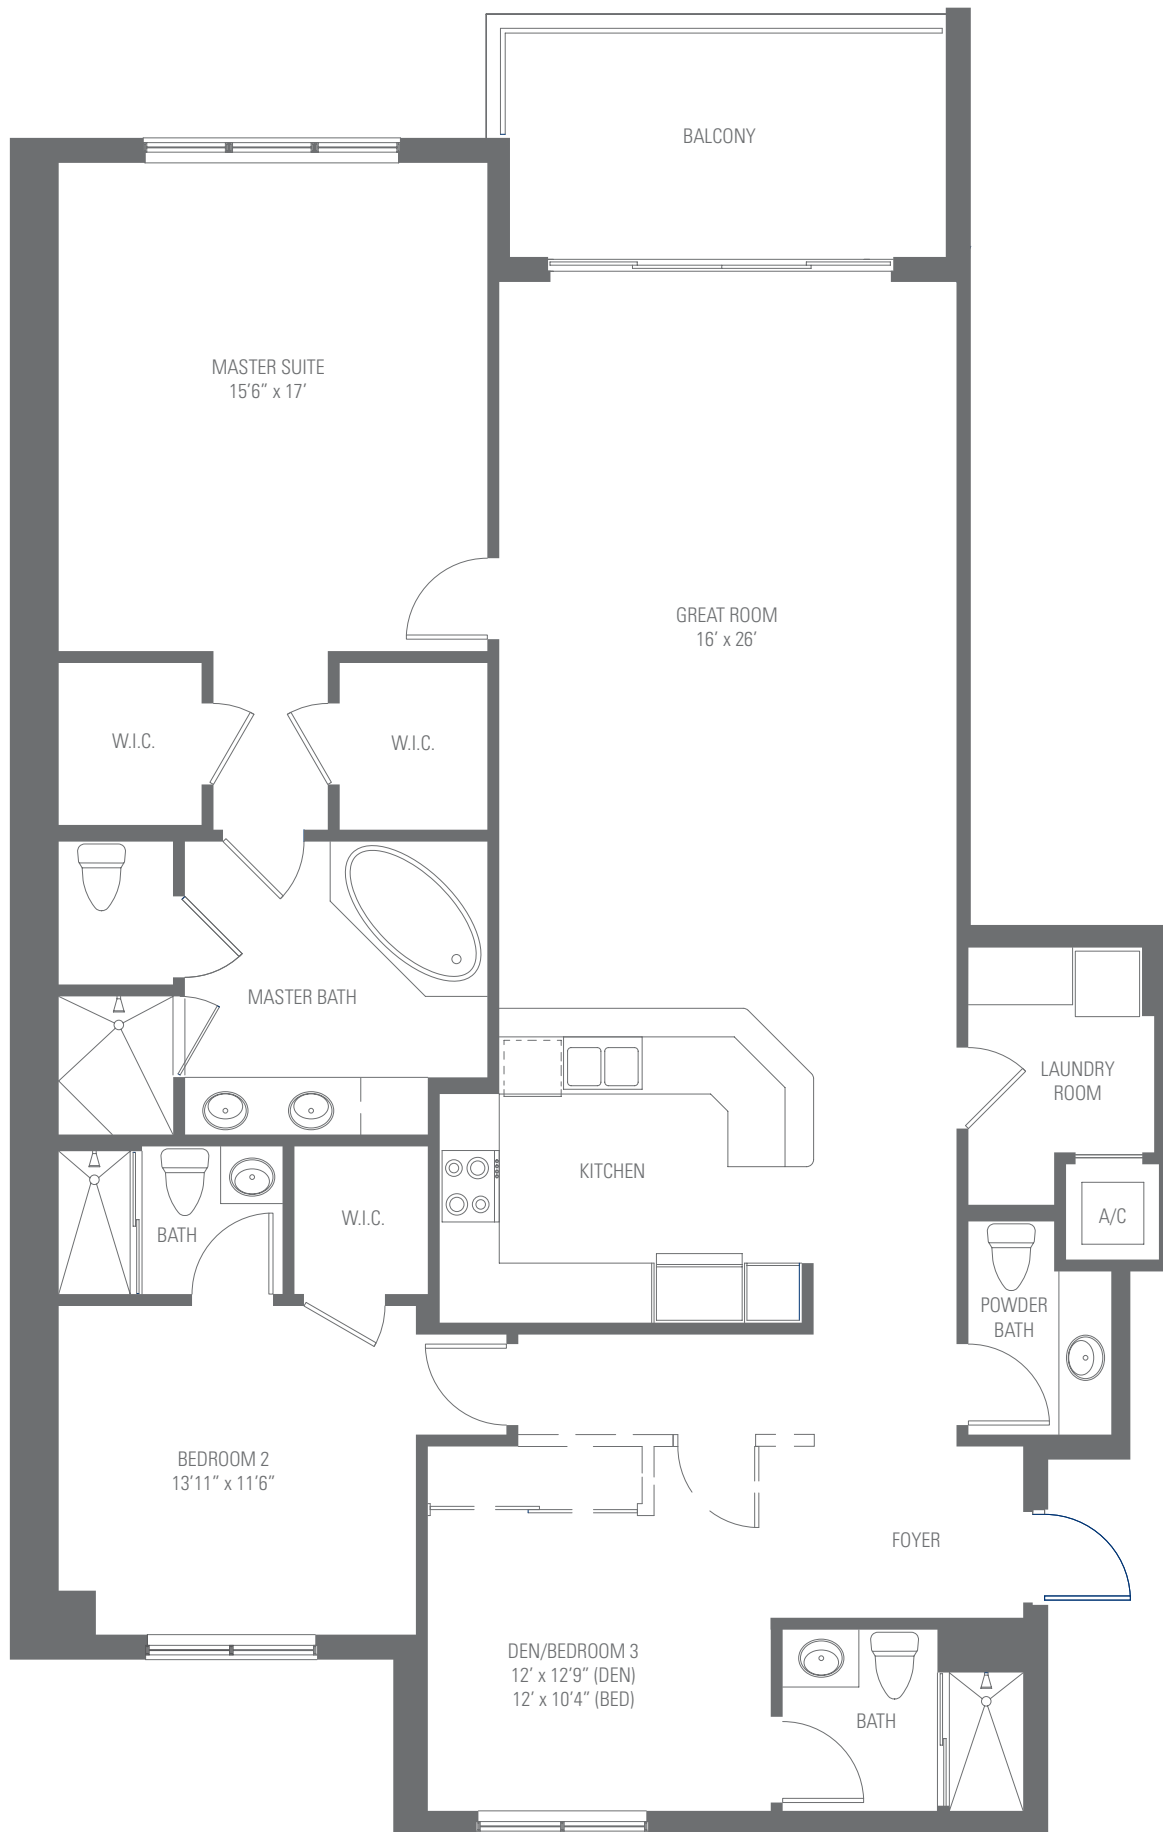 BALCONY
MASTER SUITE
15'6" x 17'
GREAT ROOM
16' x 26'
W.I.C.
W.I.C.
MASTER BATH
LAUNDRY
ROOM
KITCHEN
A/C
W.I.C.
BATH
POWDER
BATH
BEDROOM 2
13'11" x 11'6"
FOYER
DEN/BEDROOM 3
12' x 12'9" (DEN)
12' x 10'4" (BED)
BATH